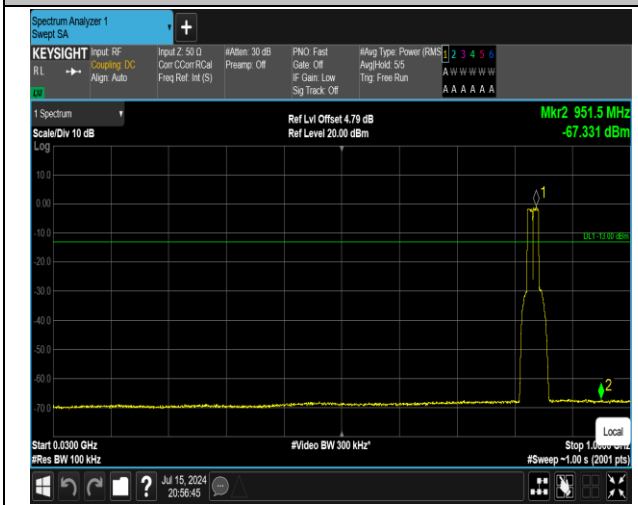 Spectrum Analyzer 1
Swept SA
+
KEYSIGHT
RL
Input: RF
Coupling: DC
Align: Auto
Input Z: 50 Ω
Corr CCorr RCal
Freq Ref: Int (S)
#Atten: 30 dB
Preamp: Off
PNO: Fast
Gate: Off
IF Gain: Low
Sig Track: Off
#Avg Type: Power (RMS
Avg|Hold: 5/5
Trig: Free Run
1 2 3 4 5 6
A W W W W W
A A A A A A
1 Spectrum
Scale/Div 10 dB
Log
Ref Lvl Offset 4.79 dB
Ref Level 20.00 dBm
Mkr2 951.5 MHz
-67.331 dBm
10.0
0.00
-10.0
-20.0
-30.0
-40.0
-50.0
-60.0
-70.0
1
DL1 -13.00 dBm
2
Local
Start 0.0300 GHz
#Res BW 100 kHz
#Video BW 300 kHz*
Stop 1.0000 GHz
#Sweep ~1.00 s (2001 pts)
?
Jul 15, 2024
20:56:45